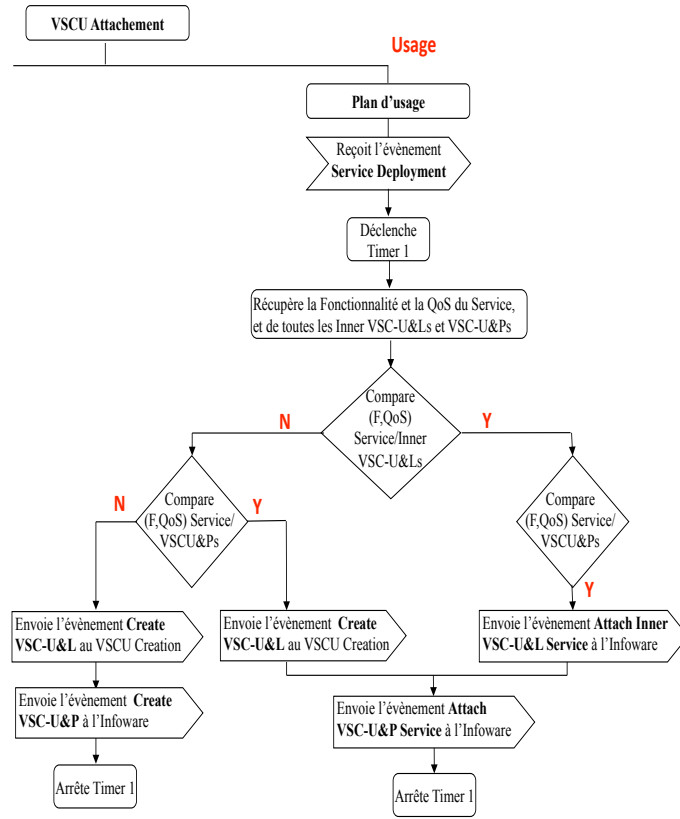 VSCU Attachement
Usage
Plan d'usage
Reçoit l'évènement
Service Deployment
Déclenche
Timer 1
Récupère la Fonctionnalité et la QoS du Service,
et de toutes les Inner VSC-U&Ls et VSC-U&Ps
Compare
(F,QoS)
Service/Inner
VSC-U&Ls
N
Y
Compare
(F,QoS) Service/
VSCU&Ps
N
Y
Compare
(F,QoS) Service/
VSCU&Ps
Y
Envoie l'évènement Create
VSC-U&L au VSCU Creation
Envoie l'évènement Create
VSC-U&L au VSCU Creation
Envoie l'évènement Attach Inner
VSC-U&L Service à l'Infoware
Envoie l'évènement Create
VSC-U&P à l'Infoware
Envoie l'évènement Attach
VSC-U&P Service à l'Infoware
Arrête Timer 1
Arrête Timer 1